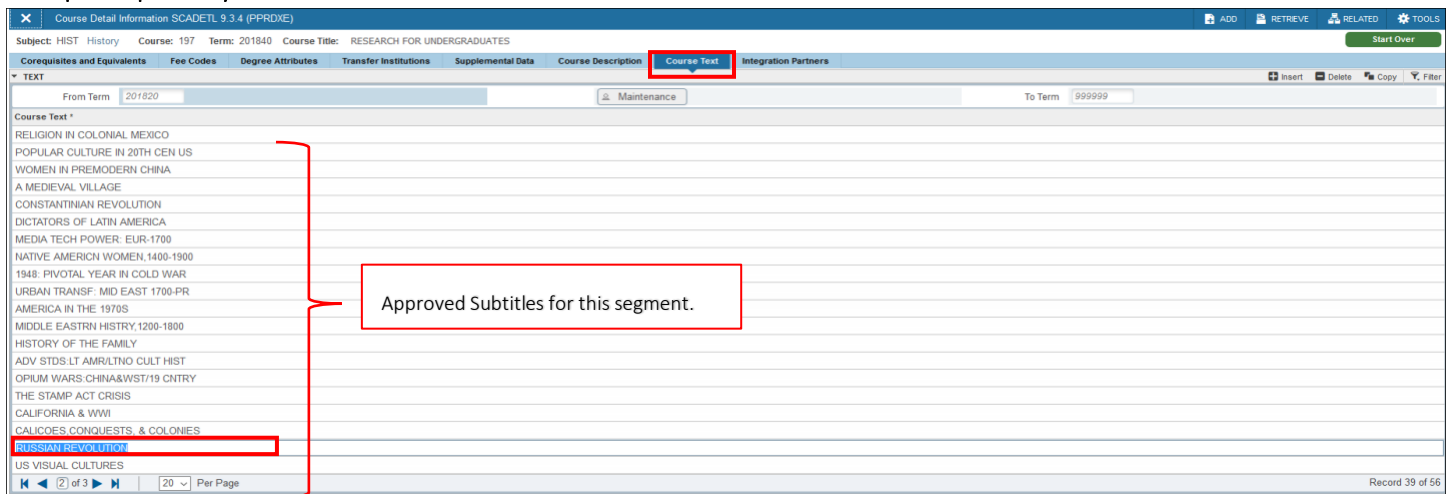 Course Detail Information SCADETL 9.3.4 (PPRDXE) ADD RETRIEVE RELATED TOOLS
Subject: HIST History Course: 197 Term: 201840 Course Title: RESEARCH FOR UNDERGRADUATES Start Over
Corequisites and Equivalents Fee Codes Degree Attributes Transfer Institutions Supplemental Data Course Description Course Text Integration Partners
TEXT Insert Delete Copy Filter
From Term 201820 Maintenance To Term 999999
Course Text *
RELIGION IN COLONIAL MEXICO
POPULAR CULTURE IN 20TH CEN US
WOMEN IN PREMODERN CHINA
A MEDIEVAL VILLAGE
CONSTANTINIAN REVOLUTION
DICTATORS OF LATIN AMERICA
MEDIA TECH POWER: EUR-1700
NATIVE AMERICN WOMEN,1400-1900
1948: PIVOTAL YEAR IN COLD WAR
URBAN TRANSF: MID EAST 1700-PR
Approved Subtitles for this segment.
AMERICA IN THE 1970S
MIDDLE EASTRN HISTRY,1200-1800
HISTORY OF THE FAMILY
ADV STDS:LT AMR/LTNO CULT HIST
OPIUM WARS:CHINA&WST/19 CNTRY
THE STAMP ACT CRISIS
CALIFORNIA & WWI
CALICOES,CONQUESTS, & COLONIES
RUSSIAN REVOLUTION
US VISUAL CULTURES
2 of 3 20 Per Page Record 39 of 56